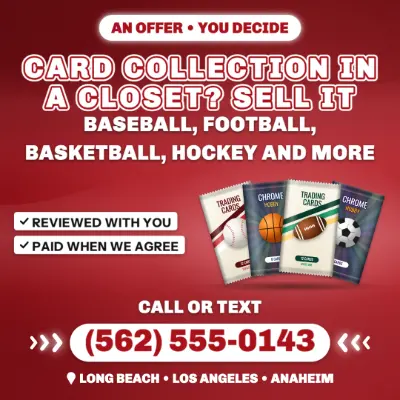 AN OFFER • YOU DECIDE
CARD COLLECTION IN
A CLOSET? SELL IT
BASEBALL, FOOTBALL,
BASKETBALL, HOCKEY AND MORE
TRADING
CARDS
CHROME
TRADING
CARDS
CHROME
REVIEWED WITH YOU
PAID WHEN WE AGREE
CALL OR TEXT
(562) 555-0143
LONG BEACH • LOS ANGELES • ANAHEIM